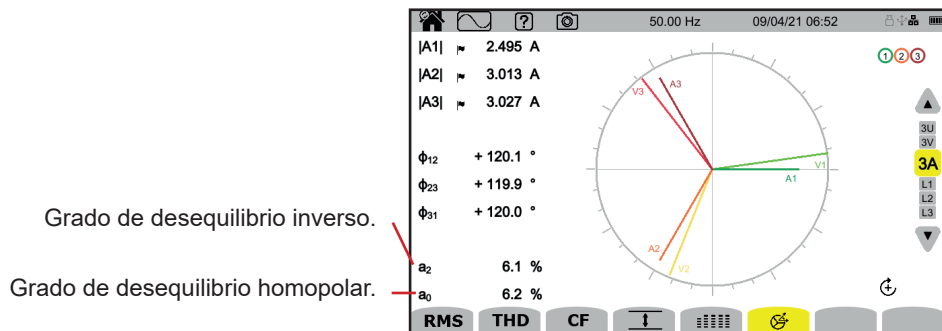 50.00 Hz 09/04/21 06:52
|A1| 2.495 A
|A2| 3.013 A
|A3| 3.027 A
ϕ12 + 120.1 °
ϕ23 + 119.9 °
ϕ31 + 120.0 °
Grado de desequilibrio inverso.
a2 6.1 %
Grado de desequilibrio homopolar.
a0 6.2 %
V3
A3
V1
A1
A2
V2
1 2 3
3U
3V
3A
L1
L2
L3
RMS THD CF
?